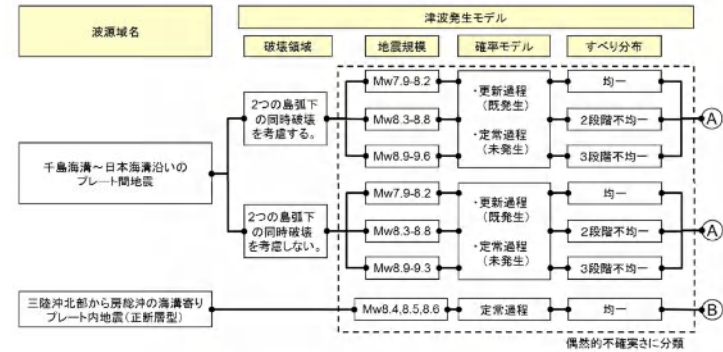 波源域名
津波発生モデル
破壊領域
地震規模
確率モデル
すべり分布
千島海溝~日本海溝沿いの
プレート間地震
2つの島弧下
の同時破壊
を考慮する。
Mw7.9-8.2
Mw8.3-8.8
Mw8.9-9.6
・更新過程
(既発生)
・定常過程
(未発生)
均一
2段階不均一
3段階不均一
A
2つの島弧下
の同時破壊
を考慮しない。
Mw7.9-8.2
Mw8.3-8.8
Mw8.9-9.3
・更新過程
(既発生)
・定常過程
(未発生)
均一
2段階不均一
3段階不均一
A
三陸沖北部から房総沖の海溝寄り
プレート内地震(正断層型)
Mw8.4,8.5,8.6
定常過程
均一
B
偶然的不確実さに分類